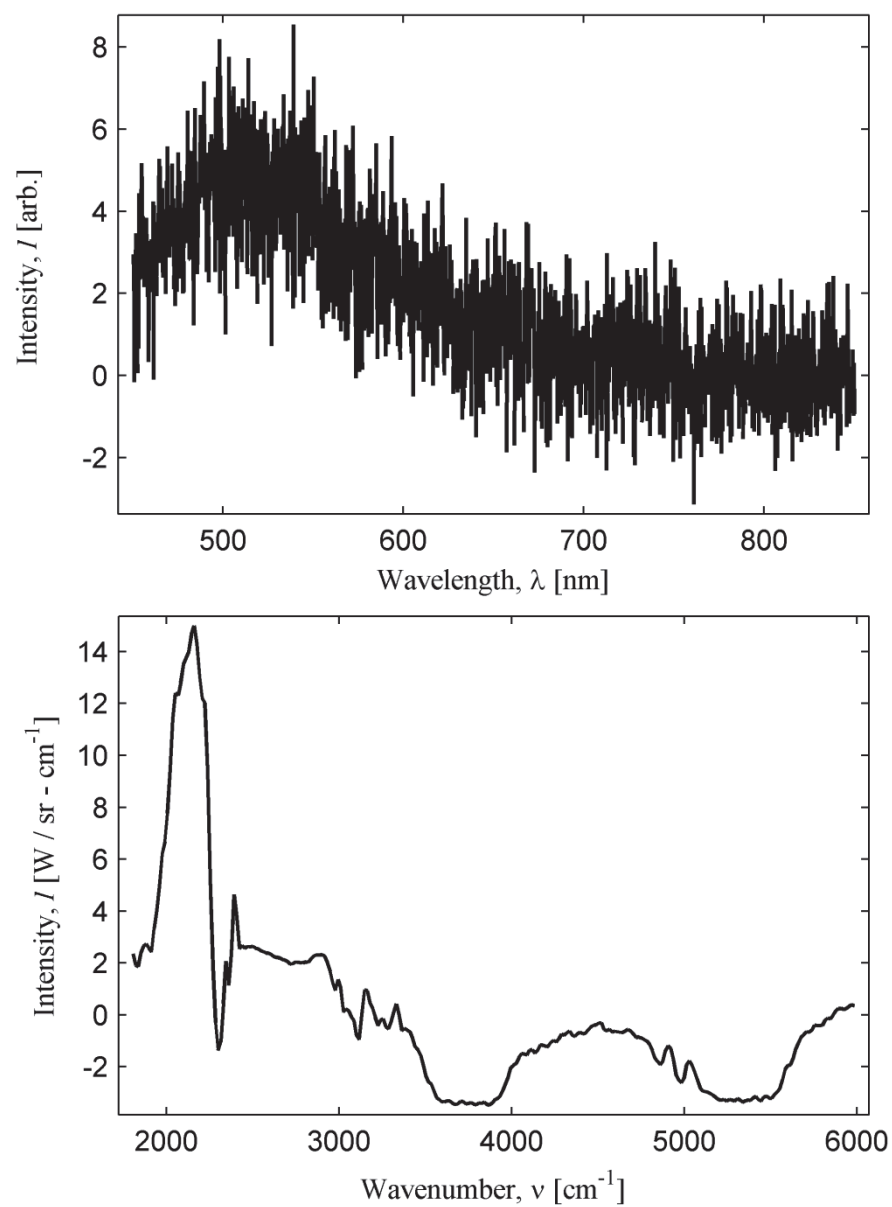 8
6
4
2
0
-2
Intensity, I [arb.]
500 600 700 800
Wavelength, λ [nm]
14
12
10
8
6
4
2
0
-2
Intensity, I [W / sr - cm⁻¹]
2000 3000 4000 5000 6000
Wavenumber, ν [cm⁻¹]